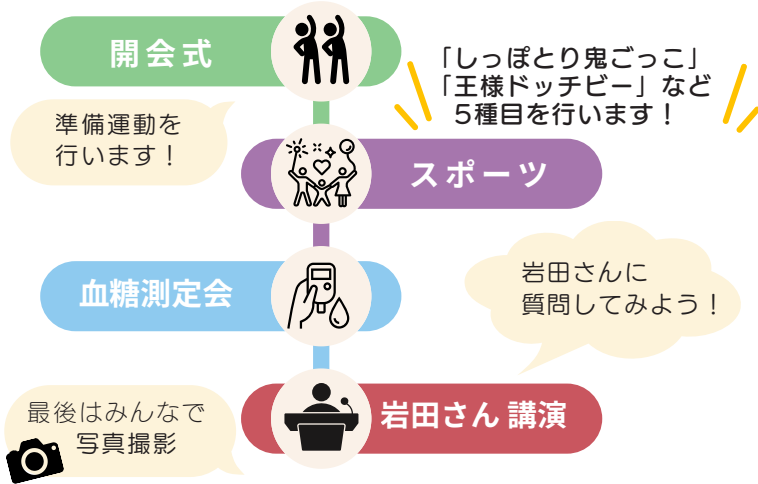 開会式
準備運動を
行います！
「しっぽとり鬼ごっこ」
「王様ドッチビー」など
5種目を行います！
スポーツ
血糖測定会
岩田さんに
質問してみよう！
岩田さん 講演
最後はみんなで
写真撮影